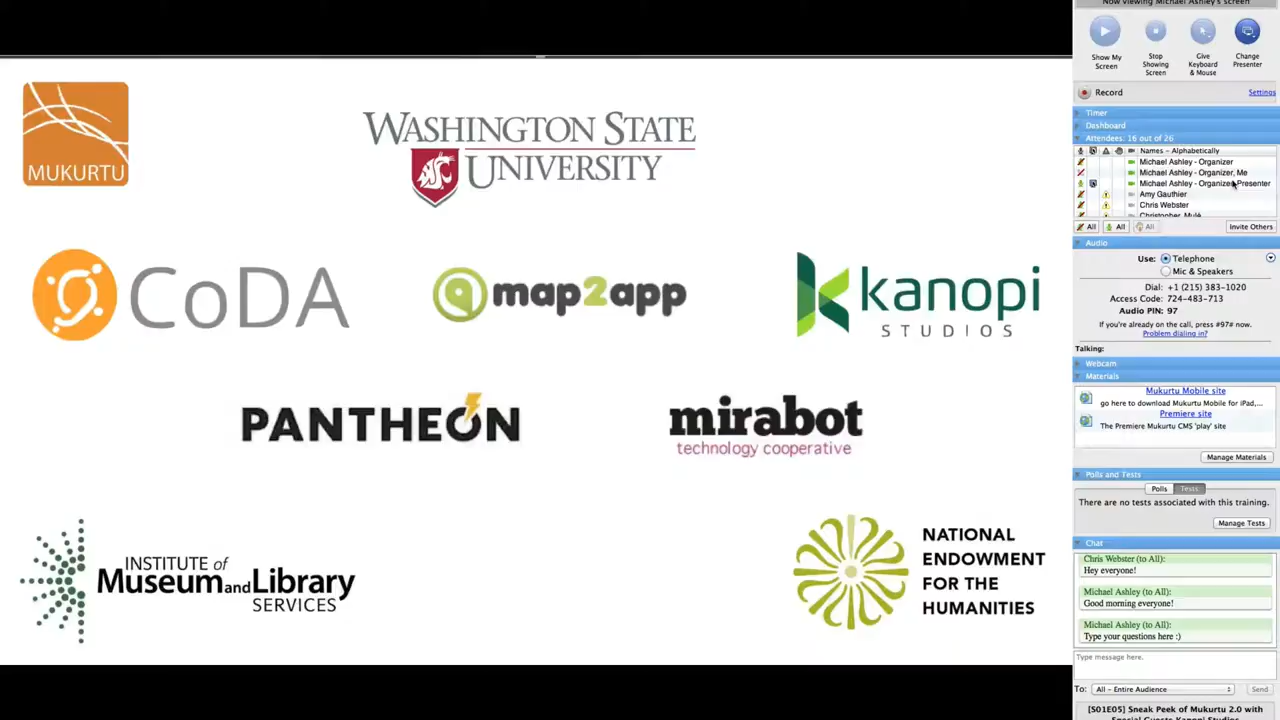 MUKURTU
WASHINGTON STATE
UNIVERSITY
CoDA
map2app
kanopi
STUDIOS
PANTHEON
mirabot
technology cooperative
INSTITUTE of
Museum and Library
SERVICES
NATIONAL
ENDOWMENT
FOR THE
HUMANITIES
Now viewing Michael Ashley's screen
Show My
Screen
Stop
Showing
Screen
Give
Keyboard
& Mouse
Change
Presenter
Record
Settings
Timer
Dashboard
Attendees: 16 out of 26
Names - Alphabetically
Michael Ashley - Organizer
Michael Ashley - Organizer, Me
Michael Ashley - Organizer, Presenter
Amy Gauthier
Chris Webster
Christopher Mulé
All
All
All
Invite Others
Audio
Use: Telephone
Mic & Speakers
Dial: +1 (215) 383-1020
Access Code: 724-483-713
Audio PIN: 97
If you're already on the call, press #97# now.
Problem dialing in?
Talking:
Webcam
Materials
Mukurtu Mobile site
go here to download Mukurtu Mobile for iPad,...
Premiere site
The Premiere Mukurtu CMS 'play' site
Manage Materials
Polls and Tests
Polls Tests
There are no tests associated with this training.
Manage Tests
Chat
Chris Webster (to All):
Hey everyone!
Michael Ashley (to All):
Good morning everyone!
Michael Ashley (to All):
Type your questions here :)
Type message here.
To: All - Entire Audience
Send
[S01E05] Sneak Peek of Mukurtu 2.0 with
Special Guests Kanopi Studios